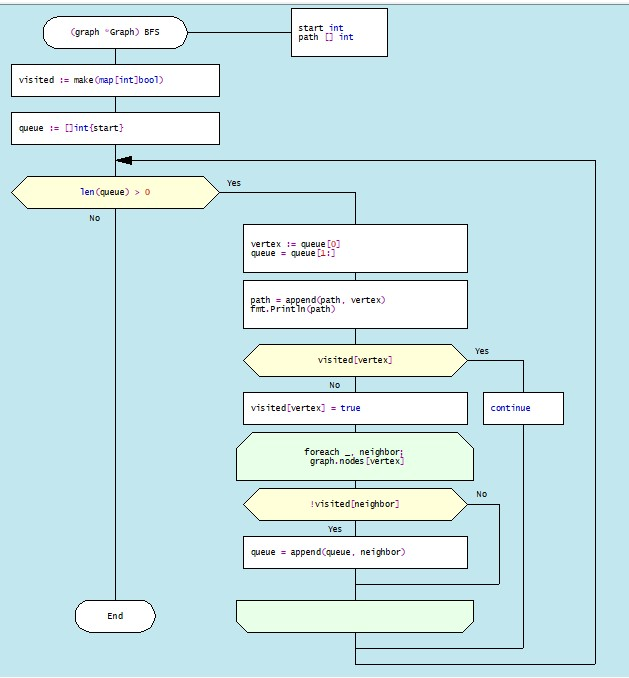 (graph *Graph) BFS
start int
path [] int
visited := make(map[int]bool)
queue := []int{start}
len(queue) > 0
Yes
No
vertex := queue[0]
queue = queue[1:]
path = append(path, vertex)
fmt.Println(path)
visited[vertex]
Yes
No
visited[vertex] = true
continue
foreach _, neighbor:
graph.nodes[vertex]
!visited[neighbor]
No
Yes
queue = append(queue, neighbor)
End